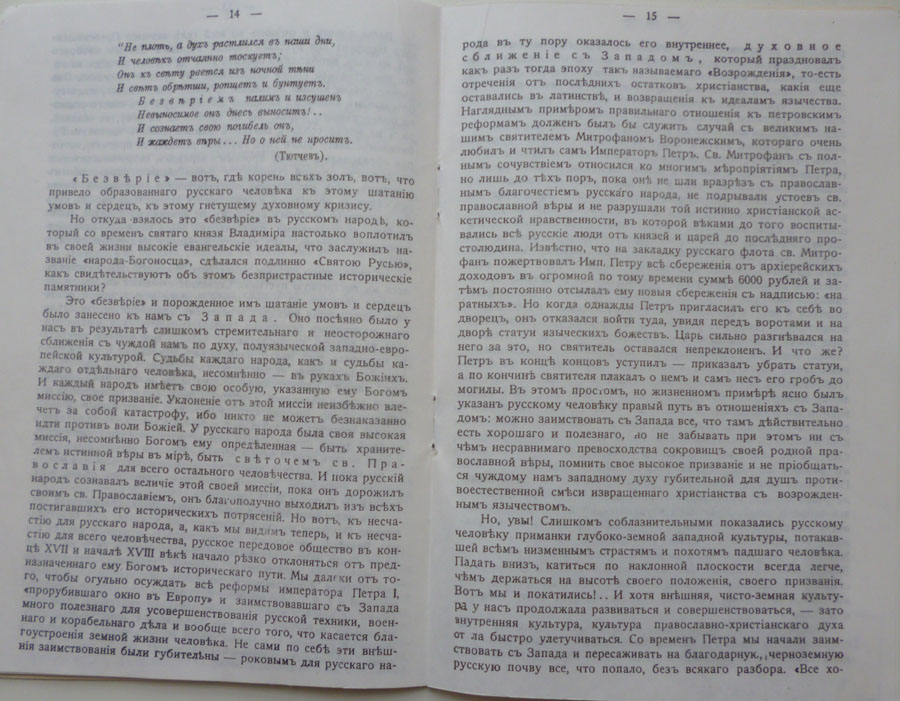 — 14 —
"Не плоть, а духъ растлился въ наши дни,
И человѣкъ отчаянно тоскуетъ;
Онъ къ свѣту рвется изъ ночной тѣни
И свѣтъ обрѣтши, ропщетъ и бунтуетъ.
Безвѣріемъ палимъ и изсушенъ
Невыносимое онъ днесь выноситъ!..
И сознаетъ свою погибель онъ,
И жаждетъ вѣры... Но о ней не проситъ.
(Тютчевъ).
«Безвѣріе» — вотъ, гдѣ корень всѣхъ золъ, вотъ, что
привело образованнаго русскаго человѣка къ этому шатанію
умовъ и сердецъ, къ этому гнетущему духовному кризису.
Но откуда взялось это «безвѣріе» въ русскомъ народѣ, ко-
торый со временъ святаго князя Владиміра настолько воплотилъ
въ своей жизни высокіе евангельскіе идеалы, что заслужилъ на-
званіе «народа-Богоносца», сдѣлался подлинно «Святою Русью»,
какъ свидѣтельствуютъ объ этомъ безпристрастные историческіе
памятники?
Это «безвѣріе» и порожденное имъ шатаніе умовъ и сердецъ
было занесено къ намъ съ Запада. Оно посѣяно было у
насъ въ результатѣ слишкомъ стремительнаго и неосторожнаго
сближенія съ чуждой намъ по духу, полуязыческой западно-евро-
пейской культурой. Судьбы каждаго народа, какъ и судьбы ка-
ждаго отдѣльнаго человѣка, несомнѣнно — въ рукахъ Божіихъ.
И каждый народъ имѣетъ свою особую, указанную ему Богомъ
миссію, свое призваніе. Уклоненіе отъ этой миссіи неизбѣжно вле-
четъ за собой катастрофу, ибо никто не можетъ безнаказанно
идти противъ воли Божіей. У русскаго народа была своя высокая
миссія, несомнѣнно Богомъ ему опредѣленная — быть храните-
лемъ истинной вѣры въ мірѣ, быть свѣточемъ св. Пра-
вославія для всего остального человѣчества. И пока русскій
народъ сознавалъ величіе этой своей миссіи, пока онъ дорожилъ
своимъ св. Православіемъ, онъ благополучно выходилъ изъ всѣхъ
постигавшихъ его историческихъ потрясеній. Но вотъ, къ несча-
стію для русскаго народа, а, какъ мы видимъ теперь, и къ несча-
стію для всего человѣчества, русское передовое общество въ кон-
цѣ XVII и началѣ XVIII вѣкѣ начало рѣзко отклоняться отъ пред-
назначеннаго ему Богомъ историческаго пути. Мы далеки отъ то-
го, чтобы огульно осуждать всѣ реформы императора Петра I,
«прорубившаго окно въ Европу» и заимствовавшаго съ Запада
много полезнаго для усовершенствованія русской техники, воен-
наго и корабельнаго дѣла и вообще всего того, что касается бла-
гоустроенія земной жизни человѣка. Не сами по себѣ эти внѣш-
нія заимствованія были губительны — роковымъ для русскаго на-
— 15 —
рода въ ту пору оказалось его внутреннее, духовное
сближеніе съ Западомъ, который праздновалъ
какъ разъ тогда эпоху такъ называемаго «Возрожденія», то-есть
отреченія отъ послѣднихъ остатковъ христіанства, какія еще
оставались въ латинствѣ, и возвращенія къ идеаламъ язычества.
Нагляднымъ примѣромъ правильнаго отношенія къ петровскимъ
реформамъ долженъ былъ бы служить случай съ великимъ на-
шимъ святителемъ Митрофаномъ Воронежскимъ, котораго очень
любилъ и чтилъ самъ Императоръ Петръ. Св. Митрофанъ съ пол-
нымъ сочувствіемъ относился ко многимъ мѣропріятіямъ Петра,
но лишь до тѣхъ поръ, пока онѣ не шли вразрѣзъ съ православ-
нымъ благочестіемъ русскаго народа, не подрывали устоевъ св.
православной вѣры и не разрушали той истинно христіанской ас-
кетической нравственности, въ которой вѣками до того воспиты-
вались всѣ русскіе люди отъ князей и царей до послѣдняго про-
столюдина. Извѣстно, что на закладку русскаго флота св. Митро-
фанъ пожертвовалъ Имп. Петру всѣ сбереженія отъ архіерейскихъ
доходовъ въ огромной по тому времени суммѣ 6000 рублей и за-
тѣмъ постоянно отсылалъ ему новыя сбереженія съ надписью: «на
ратныхъ». Но когда однажды Петръ пригласилъ его къ себѣ во
дворецъ, онъ отказался войти туда, увидя передъ воротами и на
дворѣ статуи языческихъ божествъ. Царь сильно разгнѣвался на
него за это, но святитель оставался непреклоненъ. И что же?
Петръ въ концѣ концовъ уступилъ — приказалъ убрать статуи,
а по кончинѣ святителя плакалъ о немъ и самъ несъ его гробъ до
могилы. Въ этомъ простомъ, но жизненномъ примѣрѣ ясно былъ
указанъ русскому человѣку правый путь въ отношеніяхъ съ Запа-
домъ: можно заимствовать съ Запада все, что тамъ дѣйствительно
есть хорошаго и полезнаго, но не забывать при этомъ ни съ
чѣмъ несравнимаго превосходства сокровищъ своей родной пра-
вославной вѣры, помнить свое высокое призваніе и не пріобщать-
ся чуждому намъ западному духу губительной для душъ проти-
воестественной смѣси извращеннаго христіанства съ возрожден-
нымъ язычествомъ.
Но, увы! Слишкомъ соблазнительными показались русскому
человѣку приманки глубоко-земной западной культуры, потакав-
шей всѣмъ низменнымъ страстямъ и похотямъ падшаго человѣка.
Падать внизъ, катиться по наклонной плоскости всегда легче,
чѣмъ держаться на высотѣ своего положенія, своего призванія.
Вотъ мы и покатились!.. И хотя внѣшняя, чисто-земная культу-
ра у насъ продолжала развиваться и совершенствоваться, — зато
внутренняя культура, культура православно-христіанскаго духа
ста ла быстро улетучиваться. Со временъ Петра мы начали заим-
ствовать съ Запада и пересаживать на благодарную, черноземную
русскую почву все, что попало, безъ всякаго разбора. «Все хо-